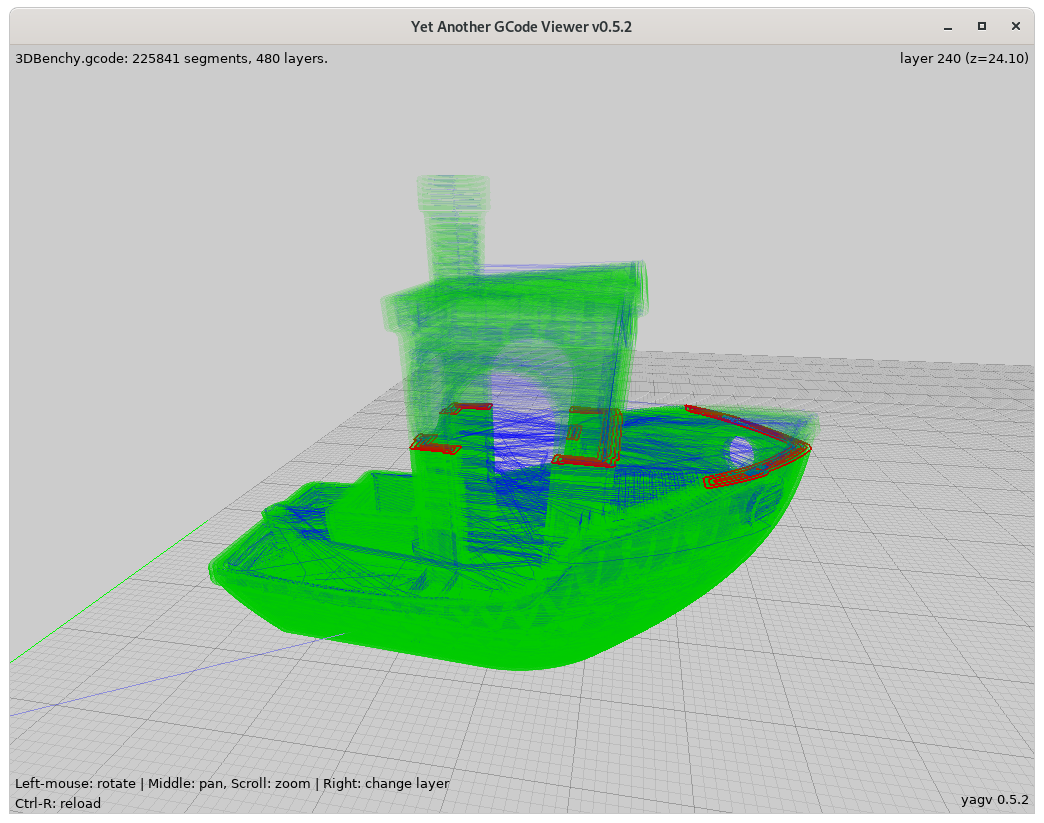 Yet Another GCode Viewer v0.5.2
3DBenchy.gcode: 225841 segments, 480 layers.
layer 240 (z=24.10)
Left-mouse: rotate | Middle: pan, Scroll: zoom | Right: change layer
Ctrl-R: reload
yagv 0.5.2